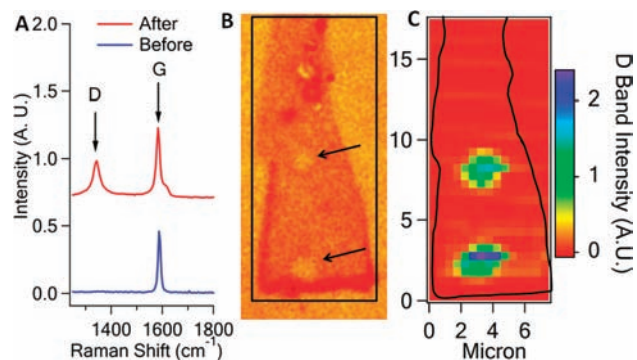 A
2.0
1.5
1.0
0.5
0.0
Intensity (A. U.)
After
Before
D
G
1400 1600 1800
Raman Shift (cm⁻¹)
B
C
15
10
5
0
0 2 4 6
Micron
2
1
0
D Band Intensity (A.U.)